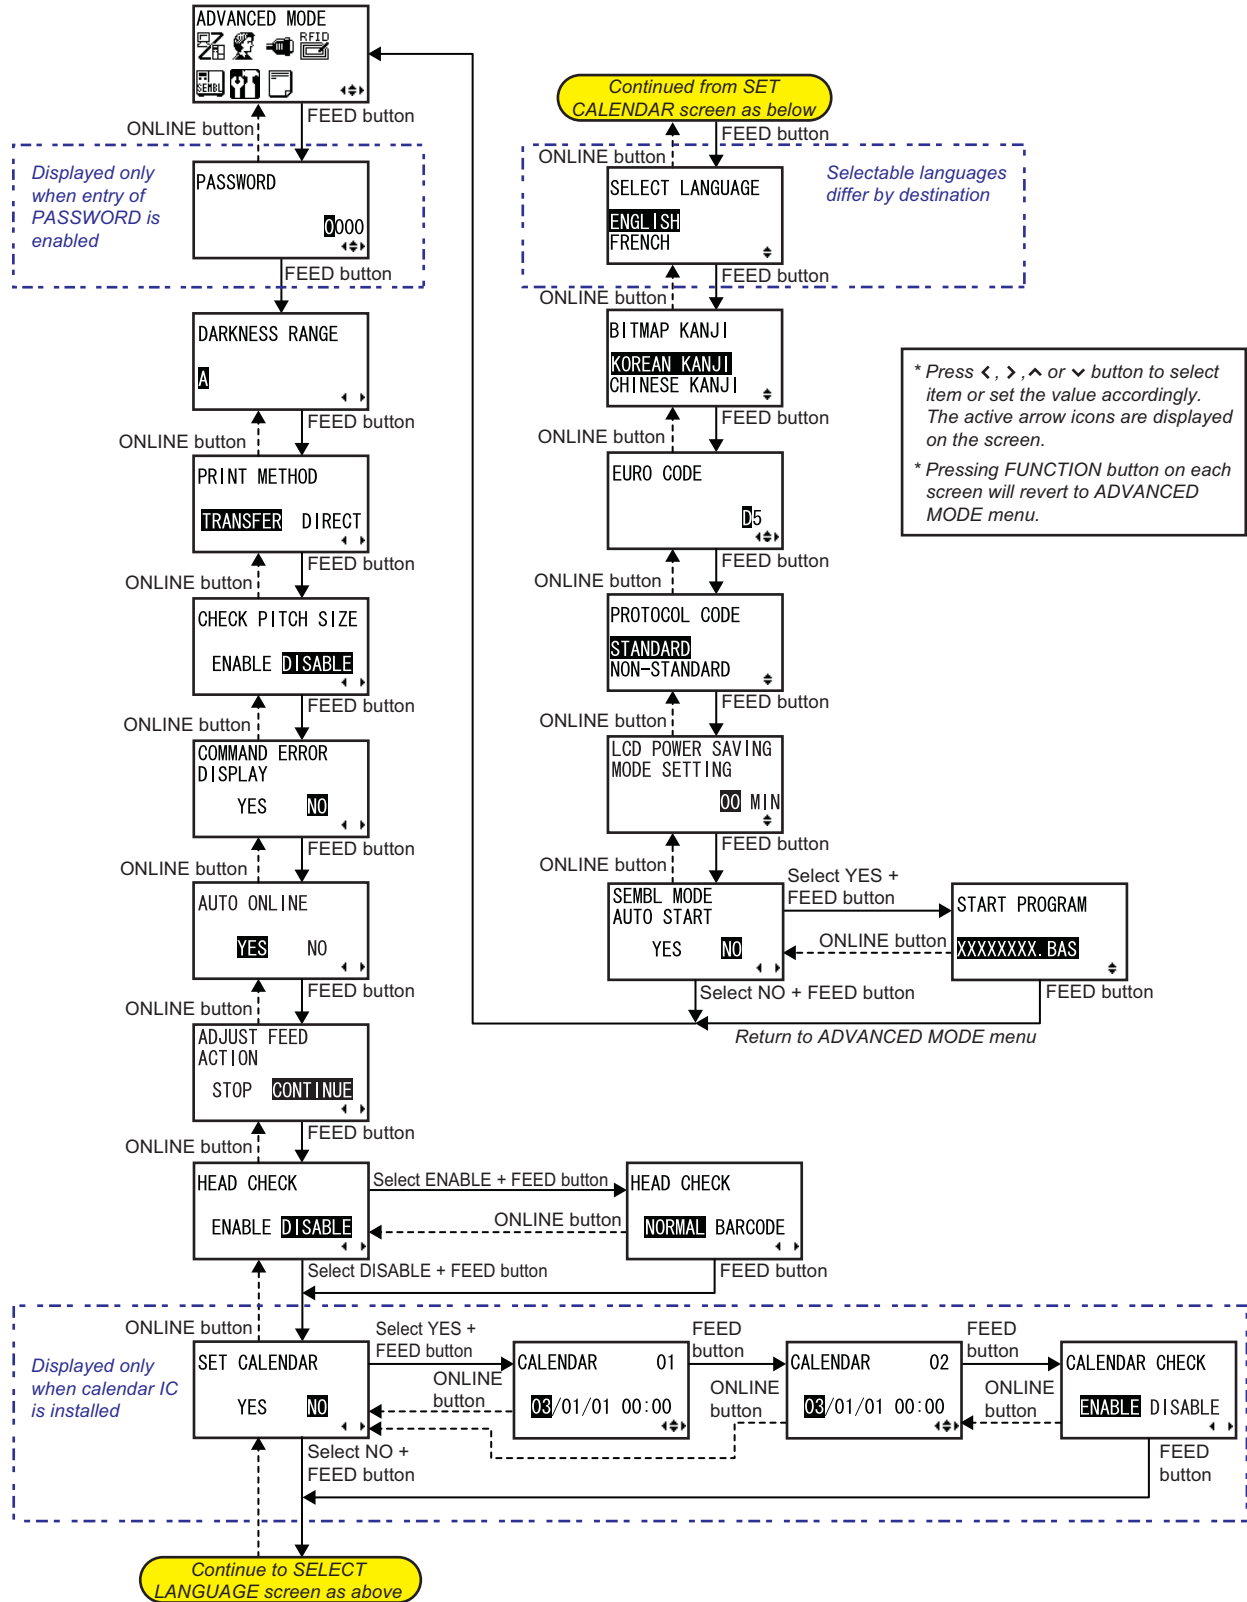 ADVANCED MODE
RFID
SEMBL
ONLINE button
FEED button
Displayed only
when entry of
PASSWORD is
enabled
PASSWORD
0000
FEED button
DARKNESS RANGE
A
ONLINE button
FEED button
PRINT METHOD
TRANSFER DIRECT
ONLINE button
FEED button
CHECK PITCH SIZE
ENABLE DISABLE
ONLINE button
FEED button
COMMAND ERROR
DISPLAY
YES NO
ONLINE button
FEED button
AUTO ONLINE
YES NO
ONLINE button
FEED button
ADJUST FEED
ACTION
STOP CONTINUE
ONLINE button
FEED button
HEAD CHECK
ENABLE DISABLE
Select ENABLE + FEED button
ONLINE button
HEAD CHECK
NORMAL BARCODE
Select DISABLE + FEED button
FEED button
ONLINE button
Displayed only
when calendar IC
is installed
SET CALENDAR
YES NO
Select YES +
FEED button
ONLINE
button
CALENDAR 01
03/01/01 00:00
FEED
button
ONLINE
button
CALENDAR 02
03/01/01 00:00
FEED
button
ONLINE
button
CALENDAR CHECK
ENABLE DISABLE
FEED
button
Select NO +
FEED button
Continue to SELECT
LANGUAGE screen as above
Continued from SET
CALENDAR screen as below
ONLINE button
FEED button
SELECT LANGUAGE
ENGLISH
FRENCH
Selectable languages
differ by destination
ONLINE button
FEED button
BITMAP KANJI
KOREAN KANJI
CHINESE KANJI
ONLINE button
FEED button
EURO CODE
D5
ONLINE button
FEED button
PROTOCOL CODE
STANDARD
NON-STANDARD
ONLINE button
FEED button
LCD POWER SAVING
MODE SETTING
00 MIN
ONLINE button
FEED button
SEMBL MODE
AUTO START
YES NO
Select YES +
FEED button
ONLINE button
START PROGRAM
XXXXXXXX.BAS
Select NO + FEED button
FEED button
Return to ADVANCED MODE menu
* Press <, >, ∧ or ∨ button to select
item or set the value accordingly.
The active arrow icons are displayed
on the screen.
* Pressing FUNCTION button on each
screen will revert to ADVANCED
MODE menu.